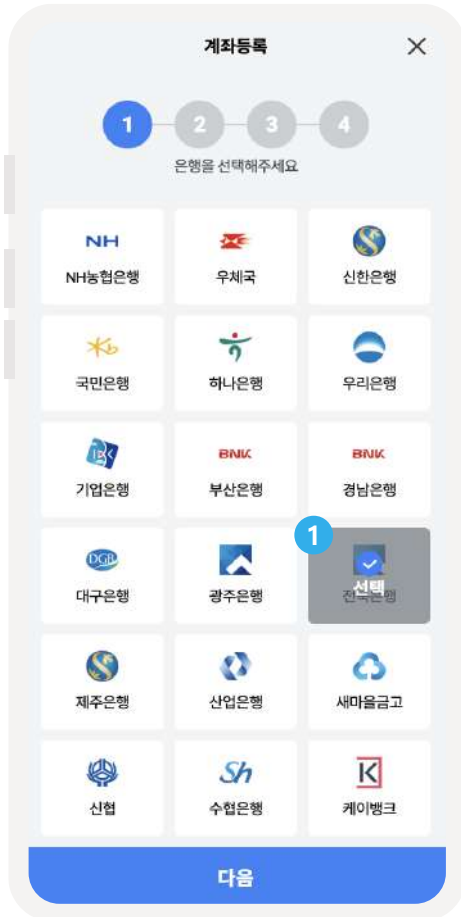 계좌등록
1 2 3 4
은행을 선택해주세요
NH
NH농협은행 우체국 신한은행
국민은행 하나은행 우리은행
IBK BNK BNK
기업은행 부산은행 경남은행
1
DGB 선택
대구은행 광주은행 전북은행
제주은행 산업은행 새마을금고
Sh K
신협 수협은행 케이뱅크
다음